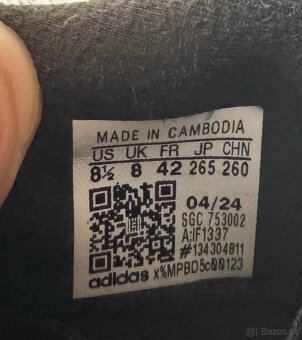 MADE IN CAMBODIA
US UK FR JP CHN
8½ 8 42 265 260
04/24
SGC 753002
A:IF1337
#134304811
adidas x%MPBD5c00123
Bazos.sk